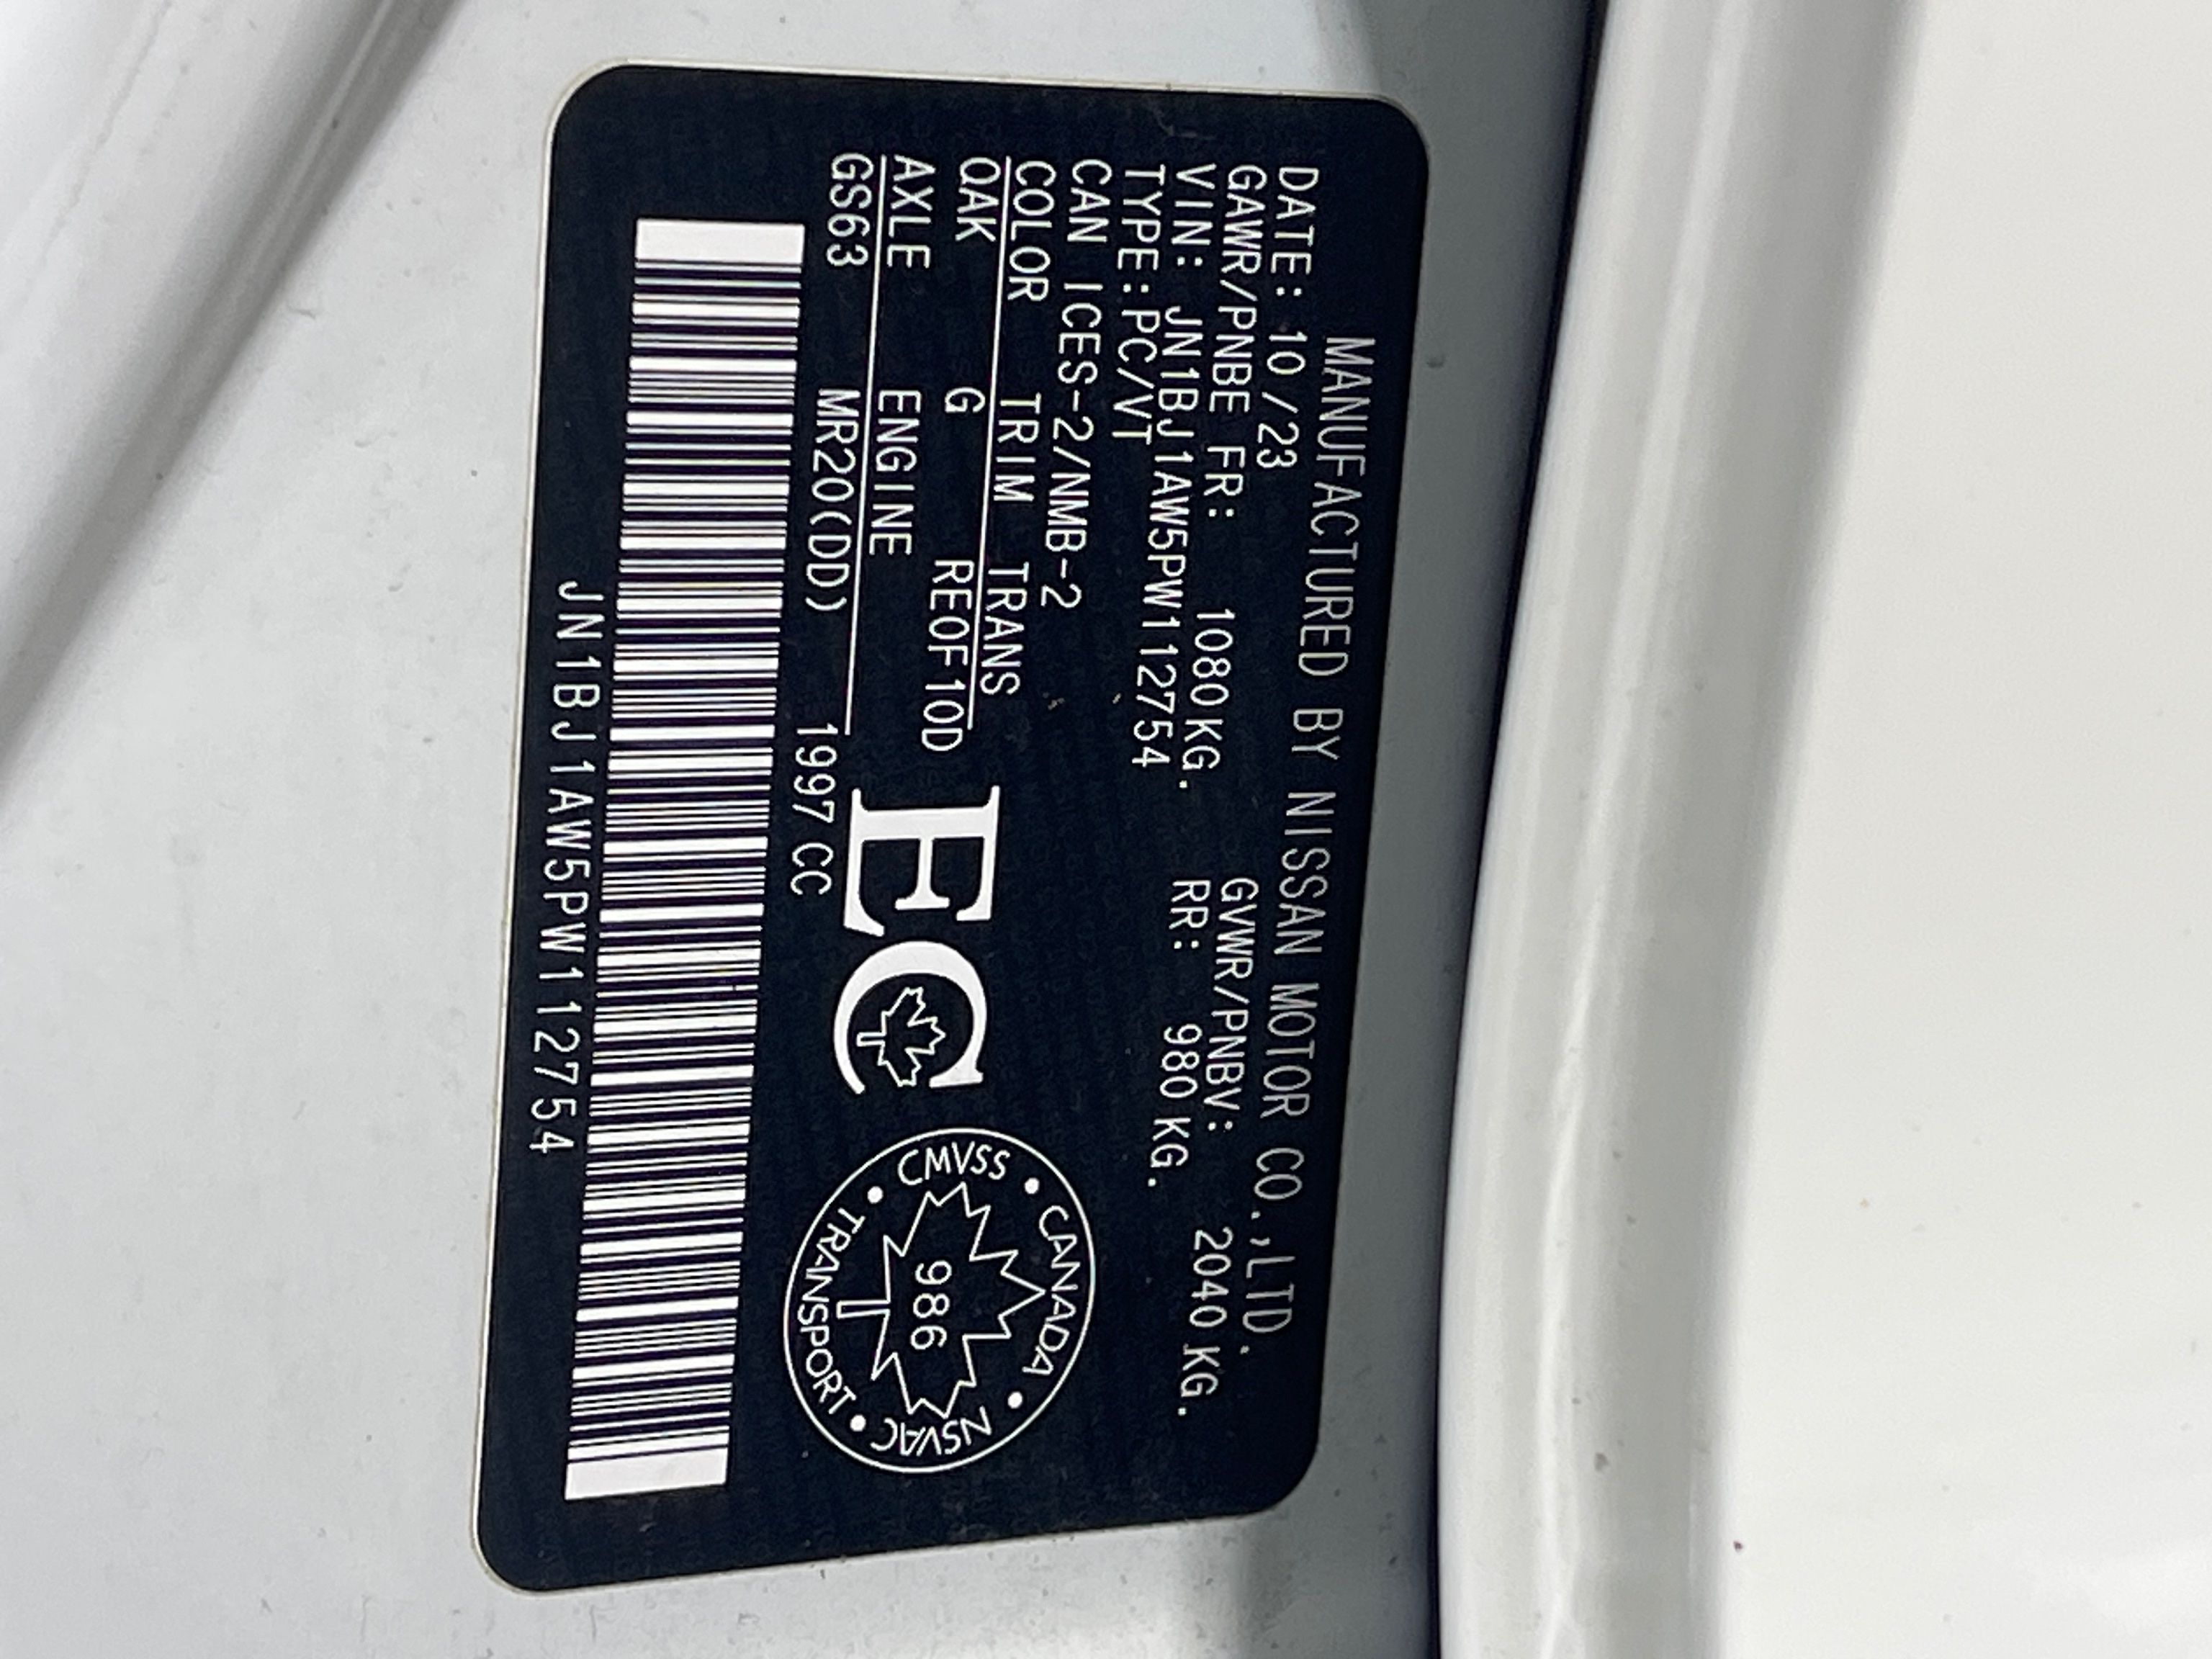 MANUFACTURED BY NISSAN MOTOR CO.,LTD.
DATE: 10/23 GVWR/PNBV: 2040 KG.
GAWR/PNBE FR: 1080 KG. RR: 980 KG.
VIN: JN1BJ1AW5PW112754
TYPE:PC/VT
CAN ICES-2/NMB-2
COLOR TRIM TRANS
QAK G RE0F10D
AXLE ENGINE
GS63 MR20(DD) 1997 CC
EC
CANADA • NSVAC • TRANSPORT • CMVSS •
986
JN1BJ1AW5PW112754